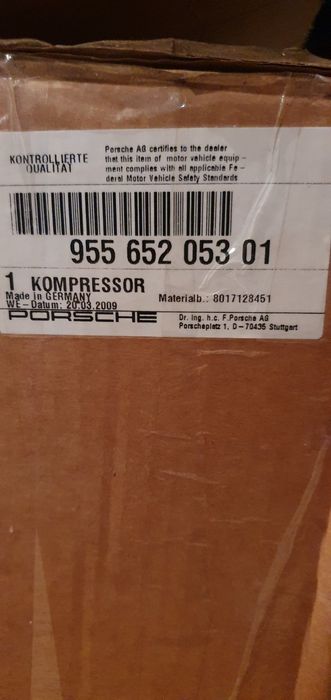 KONTROLLIERTE
QUALITAT
Porsche AG certifies to the dealer
that this item of motor vehicle equip -
ment complies with all applicable Fe -
deral Motor Vehicle Safety Standards
955 652 053 01
1 KOMPRESSOR
Made in GERMANY
WE-Datum: 20.03.2009
Materialb.: 8017128451
PORSCHE
Dr. Ing. h.c. F.Porsche AG
Porscheplatz 1, D-70435 Stuttgart